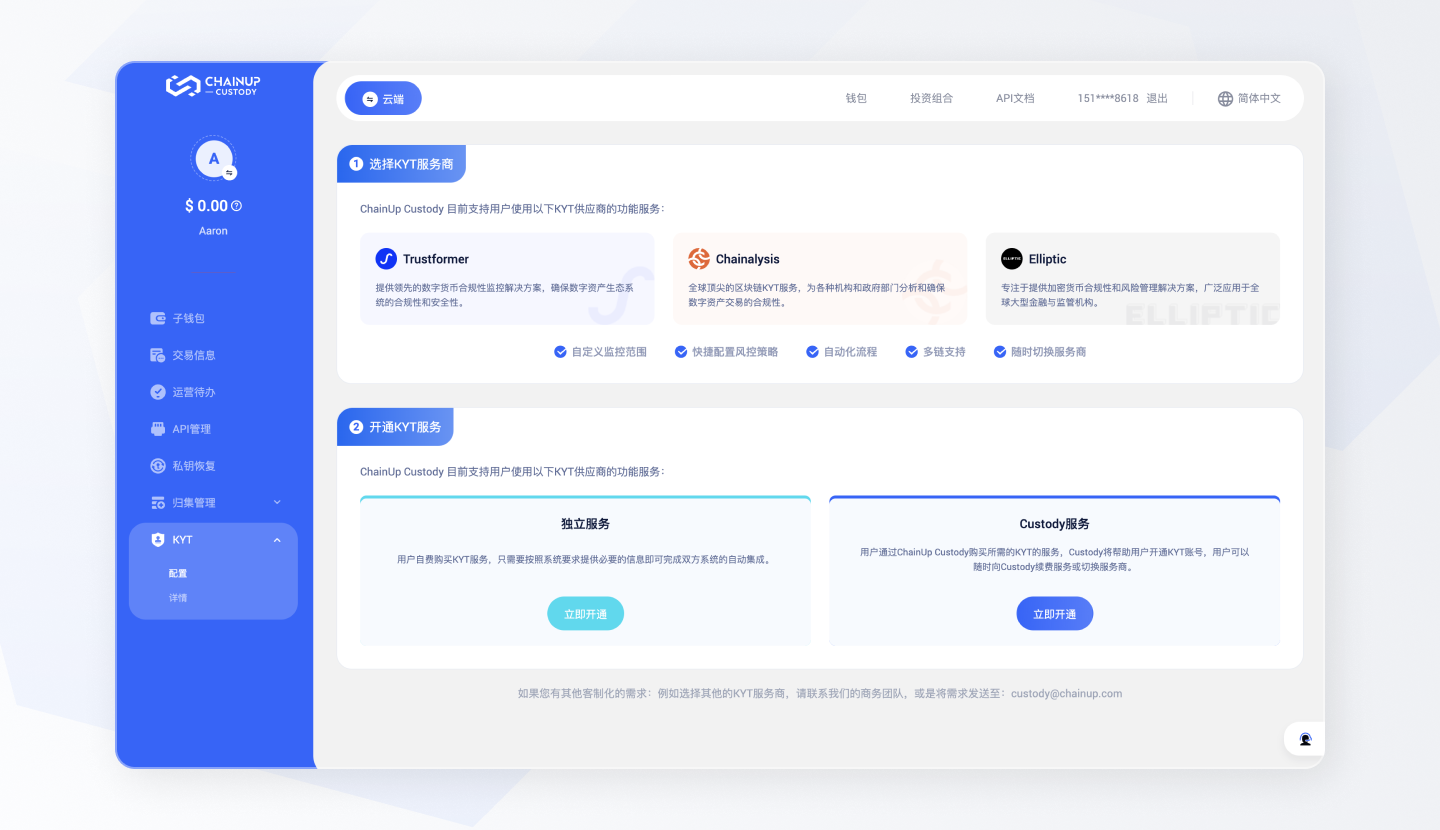 CHAINUP
CUSTODY
A
$ 0.00
Aaron
子钱包
交易信息
运营待办
API管理
私钥恢复
归集管理
KYT
配置
详情
云端
钱包
投资组合
API文档
151****8618
退出
简体中文
1 选择KYT服务商
ChainUp Custody 目前支持用户使用以下KYT供应商的功能服务：
Trustformer
提供领先的数字货币合规性监控解决方案，确保数字资产生态系
统的合规性和安全性。
Chainalysis
全球顶尖的区块链KYT服务，为各种机构和政府部门分析和确保
数字资产交易的合规性。
ELLIPTIC
Elliptic
专注于提供加密货币合规性和风险管理解决方案，广泛应用于全
球大型金融与监管机构。
ELLIPTIC
自定义监控范围
快捷配置风控策略
自动化流程
多链支持
随时切换服务商
2 开通KYT服务
ChainUp Custody 目前支持用户使用以下KYT供应商的功能服务：
独立服务
用户自费购买KYT服务，只需要按照系统要求提供必要的信息即可完成双方系统的自动集成。
立即开通
Custody服务
用户通过ChainUp Custody购买所需的KYT的服务，Custody将帮助用户开通KYT账号，用户可以
随时向Custody续费服务或切换服务商。
立即开通
如果您有其他客制化的需求：例如选择其他的KYT服务商，请联系我们的商务团队，或是将需求发送至：custody@chainup.com